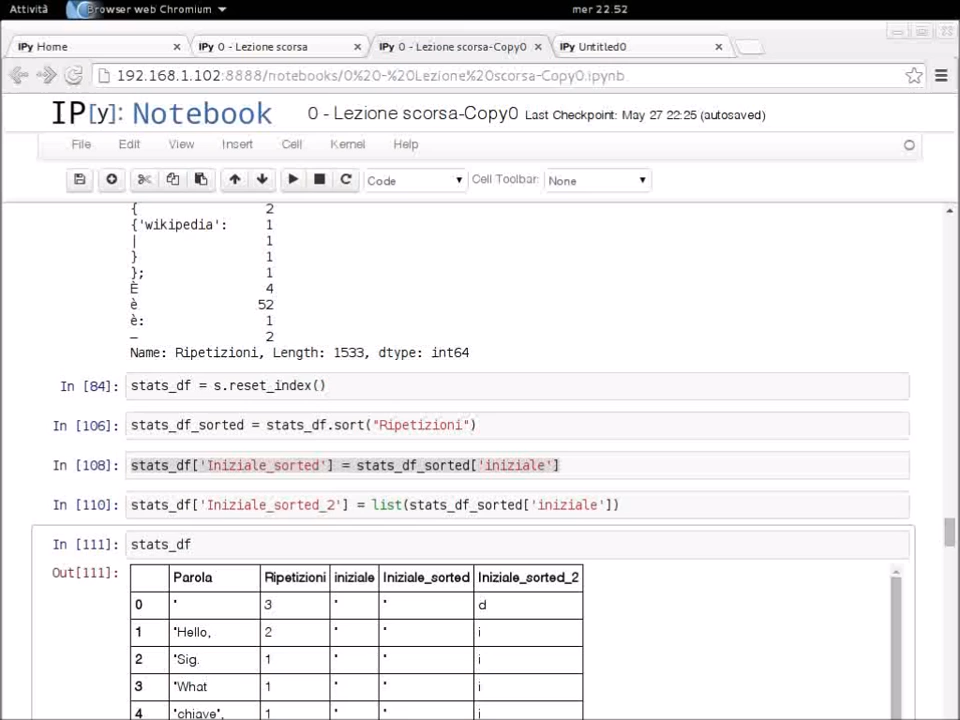 Attività Browser web Chromium mer 22.52
IPy Home IPy 0 - Lezione scorsa IPy 0 - Lezione scorsa-Copy0 IPy Untitled0
192.168.1.102:8888/notebooks/0%20-%20Lezione%20scorsa-Copy0.ipynb
IP[y]: Notebook 0 - Lezione scorsa-Copy0 Last Checkpoint: May 27 22:25 (autosaved)
File Edit View Insert Cell Kernel Help
Code Cell Toolbar: None
{ 2
{'wikipedia': 1
| 1
} 1
}; 1
È 4
è 52
è: 1
— 2
Name: Ripetizioni, Length: 1533, dtype: int64
In [84]: stats_df = s.reset_index()
In [106]: stats_df_sorted = stats_df.sort("Ripetizioni")
In [108]: stats_df['Iniziale_sorted'] = stats_df_sorted['iniziale']
In [110]: stats_df['Iniziale_sorted_2'] = list(stats_df_sorted['iniziale'])
In [111]: stats_df
Out[111]: Parola Ripetizioni iniziale Iniziale_sorted Iniziale_sorted_2
0 " 3 " " d
1 "Hello, 2 " " i
2 "Sig. 1 " " i
3 "What 1 " " i
4 "chiave", 1 " " i